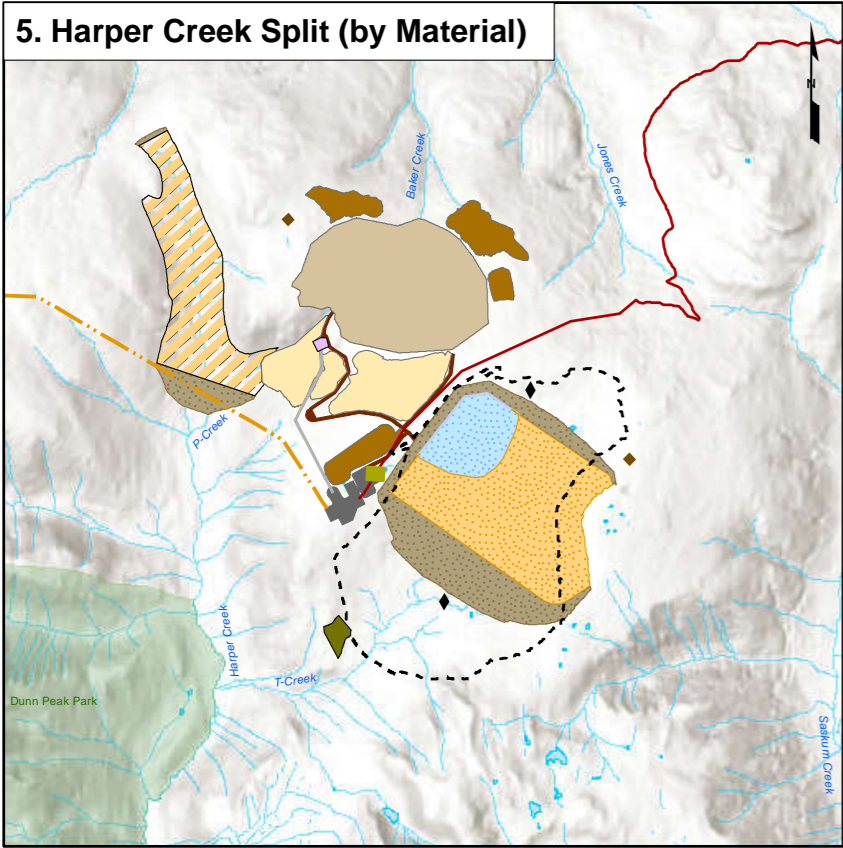 5. Harper Creek Split (by Material)
N
Baker Creek
Jones Creek
P-Creek
Harper Creek
T-Creek
Dunn Peak Park
Saskum Creek